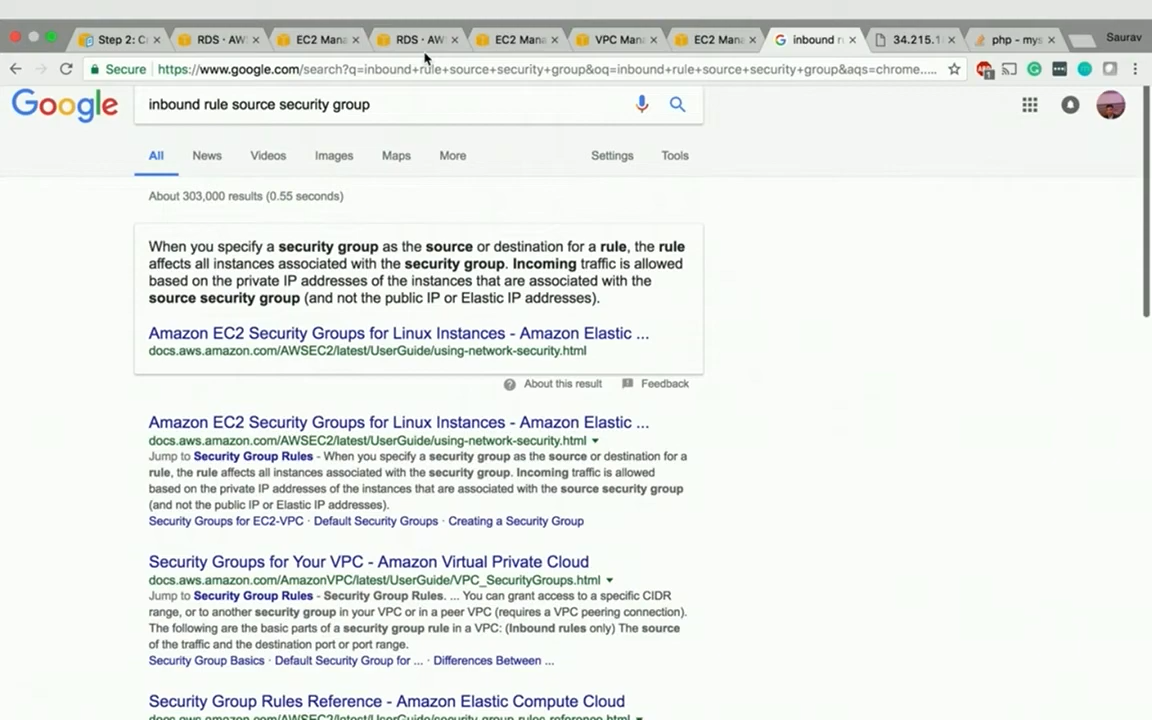 Step 2: C
RDS · AW
EC2 Mana
RDS · AW
EC2 Man
VPC Man
EC2 Man
inbound r
34.215.1
php - mys
Saurav
Secure https://www.google.com/search?q=inbound+rule+source+security+group&oq=inbound+rule+source+security+group&aqs=chrome.....
Google
inbound rule source security group
All News Videos Images Maps More Settings Tools
About 303,000 results (0.55 seconds)
When you specify a security group as the source or destination for a rule, the rule
affects all instances associated with the security group. Incoming traffic is allowed
based on the private IP addresses of the instances that are associated with the
source security group (and not the public IP or Elastic IP addresses).
Amazon EC2 Security Groups for Linux Instances - Amazon Elastic ...
docs.aws.amazon.com/AWSEC2/latest/UserGuide/using-network-security.html
About this result Feedback
Amazon EC2 Security Groups for Linux Instances - Amazon Elastic ...
docs.aws.amazon.com/AWSEC2/latest/UserGuide/using-network-security.html
Jump to Security Group Rules - When you specify a security group as the source or destination for a
rule, the rule affects all instances associated with the security group. Incoming traffic is allowed
based on the private IP addresses of the instances that are associated with the source security group
(and not the public IP or Elastic IP addresses).
Security Groups for EC2-VPC · Default Security Groups · Creating a Security Group
Security Groups for Your VPC - Amazon Virtual Private Cloud
docs.aws.amazon.com/AmazonVPC/latest/UserGuide/VPC_SecurityGroups.html
Jump to Security Group Rules - Security Group Rules. ... You can grant access to a specific CIDR
range, or to another security group in your VPC or in a peer VPC (requires a VPC peering connection).
The following are the basic parts of a security group rule in a VPC: (Inbound rules only) The source
of the traffic and the destination port or port range.
Security Group Basics · Default Security Group for ... · Differences Between ...
Security Group Rules Reference - Amazon Elastic Compute Cloud
docs.aws.amazon.com/AWSEC2/latest/UserGuide/security-group-rules-reference.html